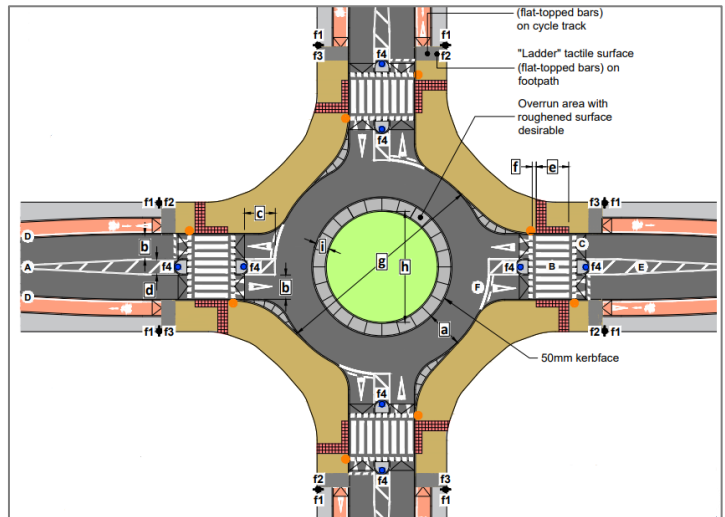 (flat-topped bars)
on cycle track
"Ladder" tactile surface
(flat-topped bars) on
footpath
Overrun area with
roughened surface
desirable
50mm kerbface
f1
f3
f4
f1
f2
f4
f1 f2
D
b
A
d
D
f1 f3
f4
c
f4
b
i
g
h
a
f e
f3 f1
C
B
f4
E
f4
F
f2 f1
f4
f2
f1
f4
f3
f1